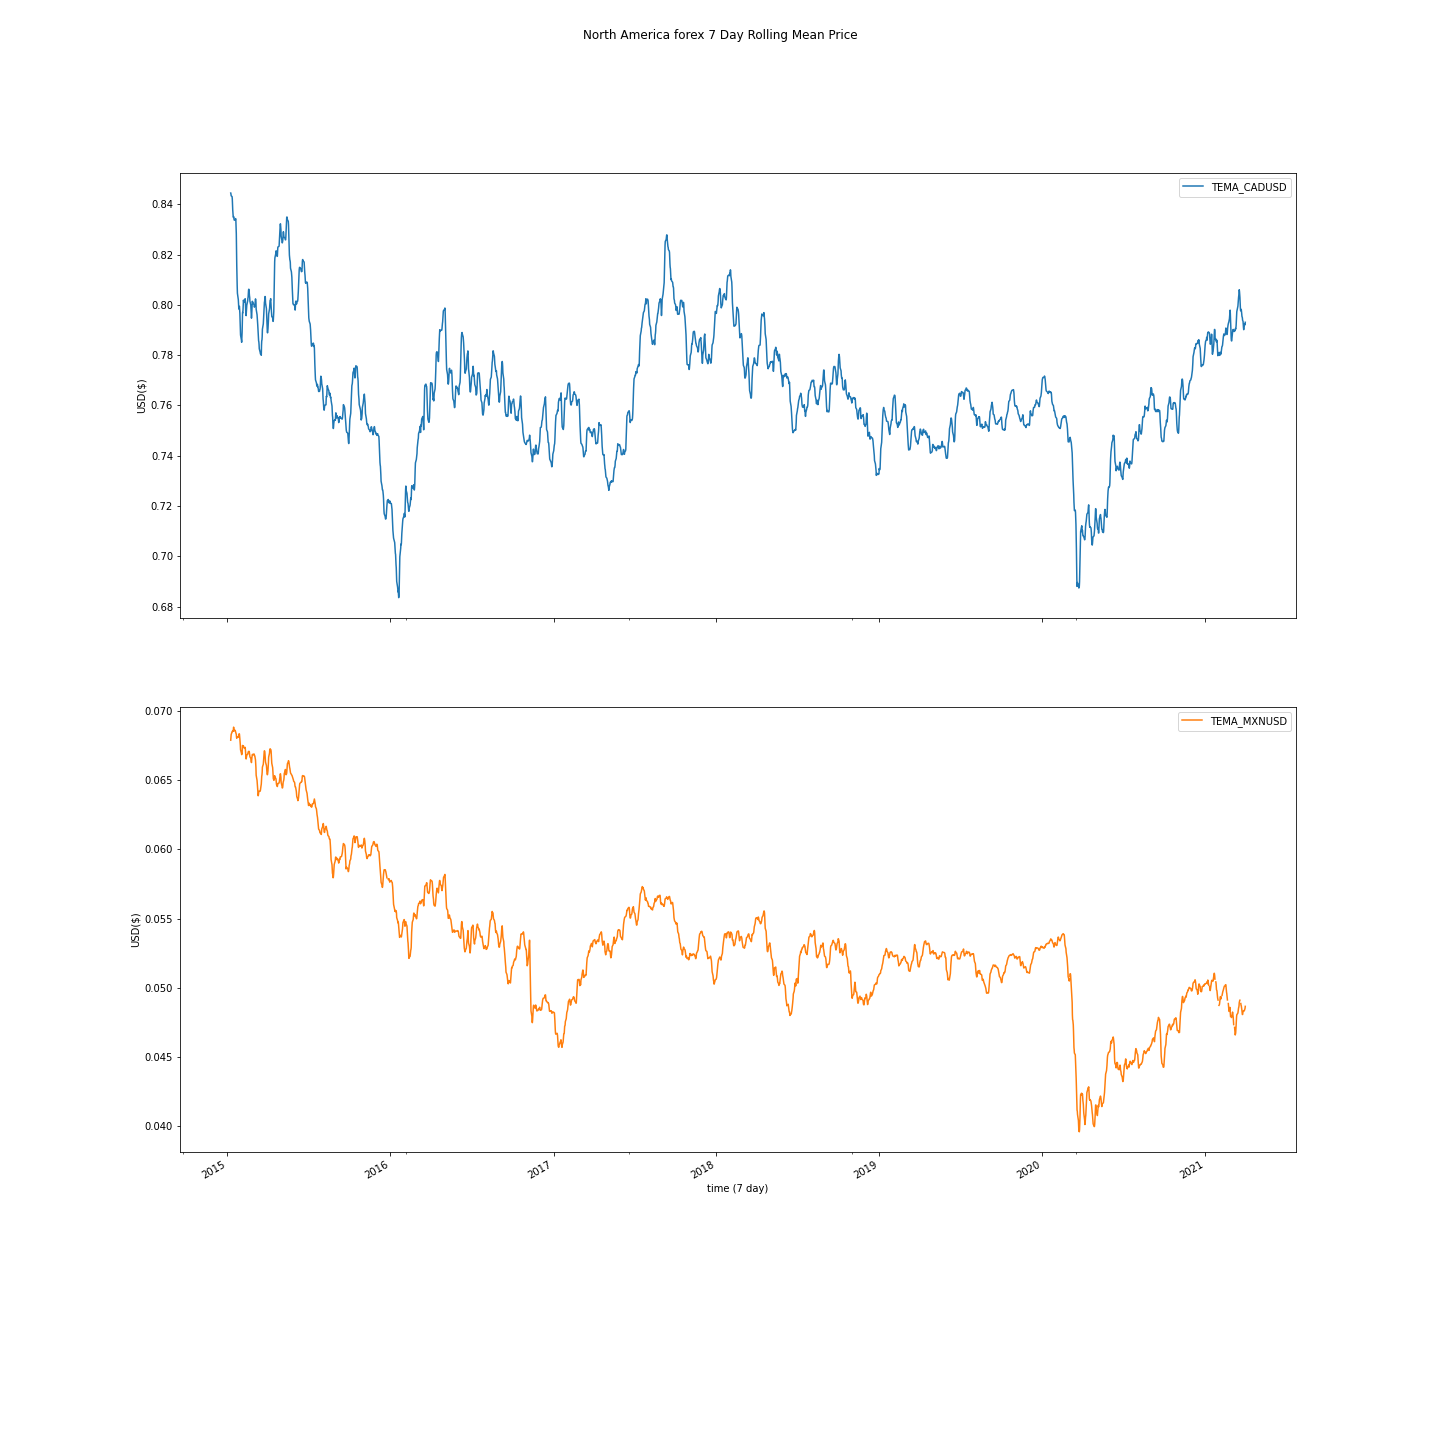 North America forex 7 Day Rolling Mean Price
TEMA_CADUSD
0.84
0.82
0.80
0.78
0.76
0.74
0.72
0.70
0.68
USD($)
TEMA_MXNUSD
0.070
0.065
0.060
0.055
0.050
0.045
0.040
USD($)
2015 2016 2017 2018 2019 2020 2021
time (7 day)